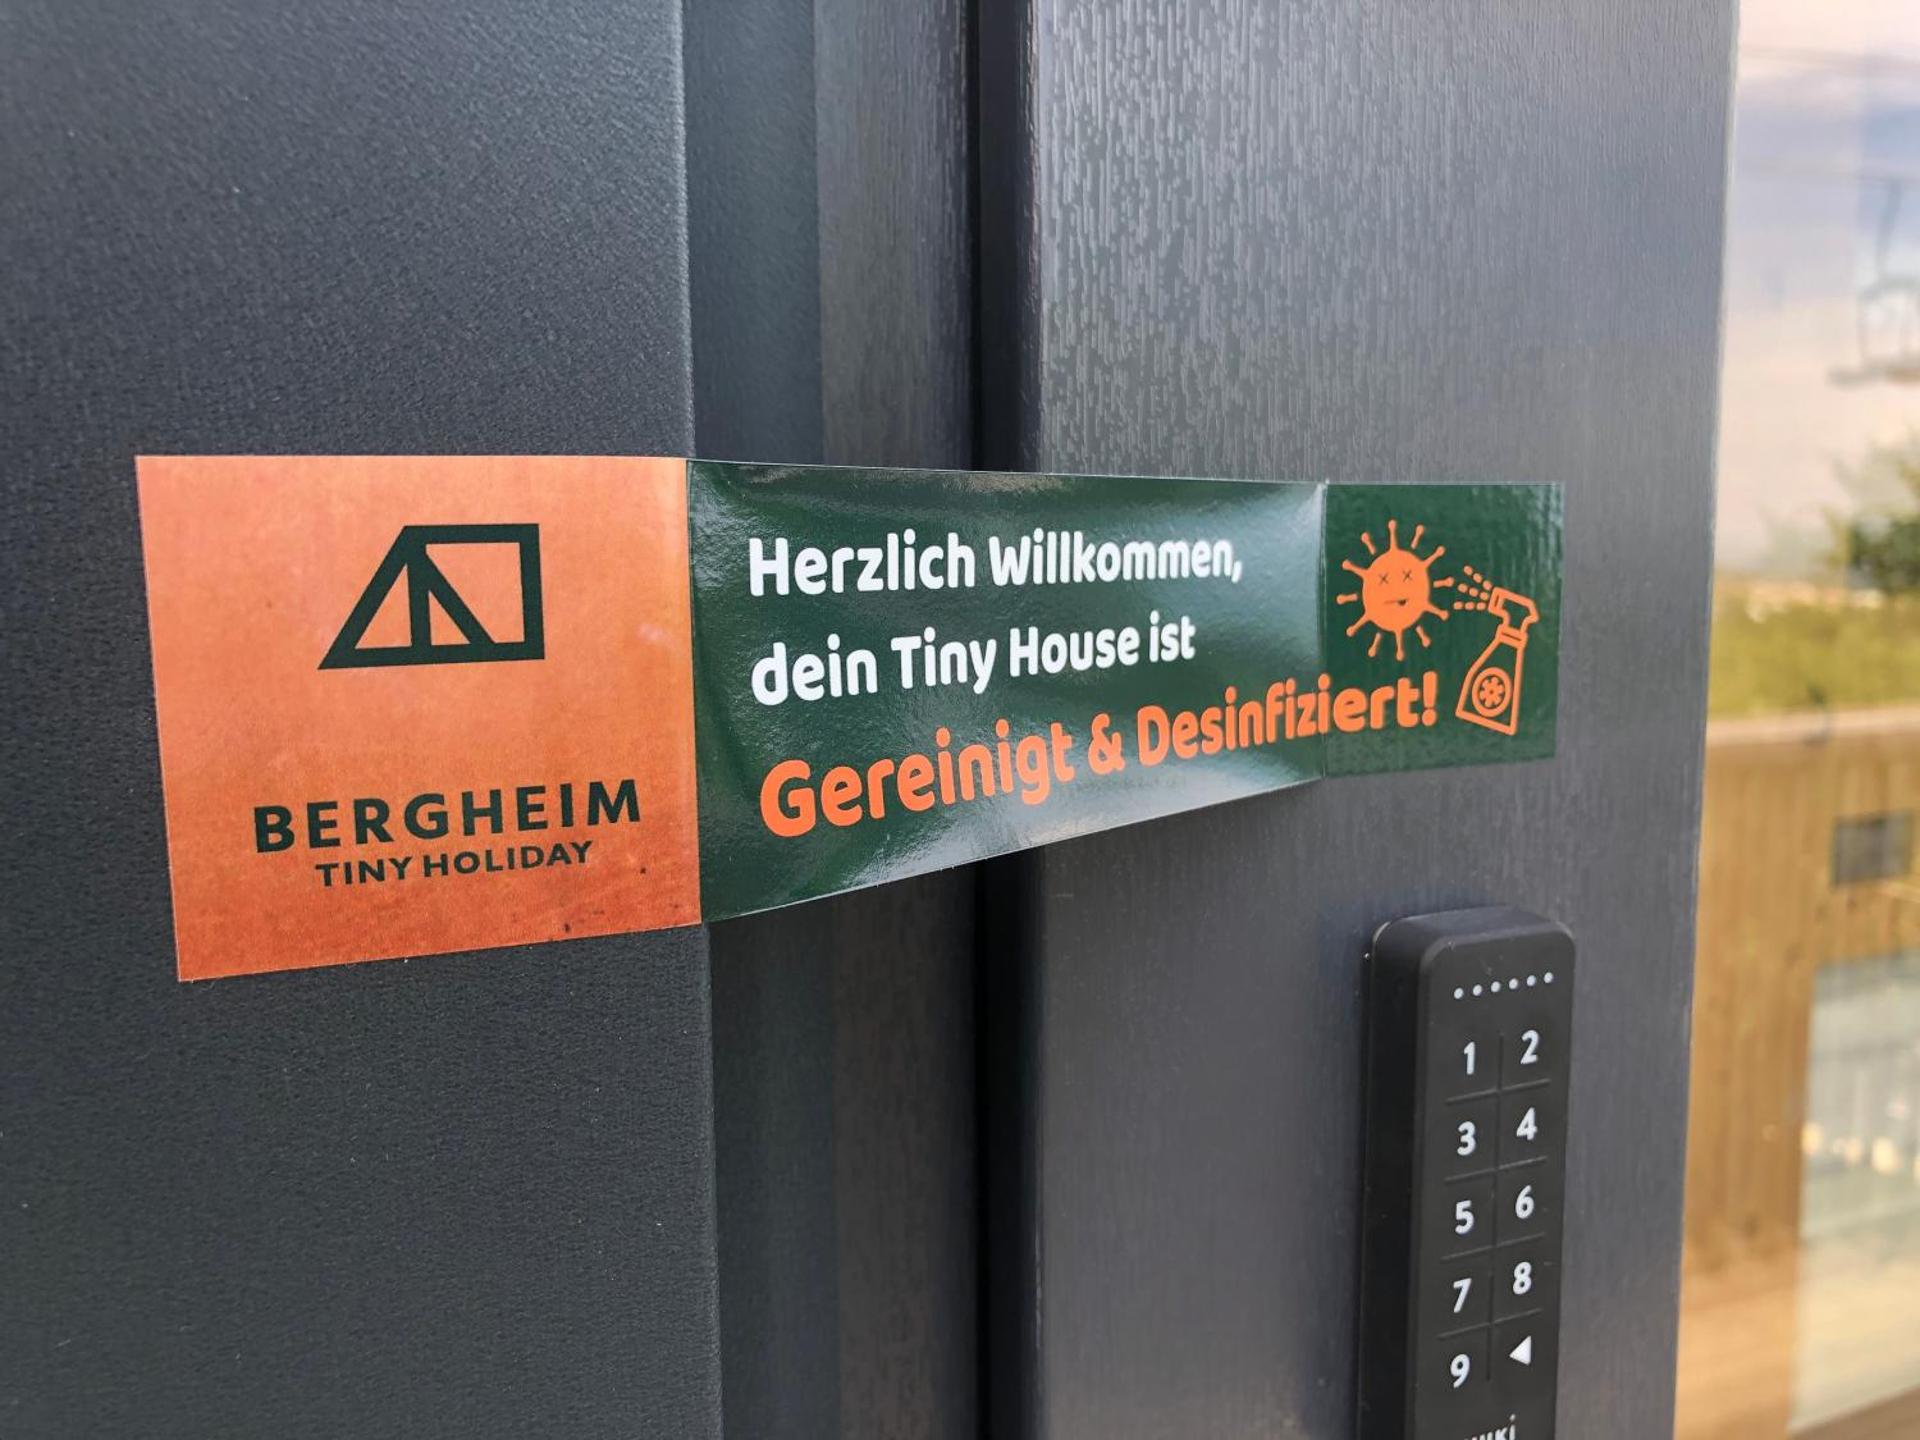 BERGHEIM
TINY HOLIDAY
Herzlich Willkommen,
dein Tiny House ist
Gereinigt & Desinfiziert!
1 2
3 4
5 6
7 8
9